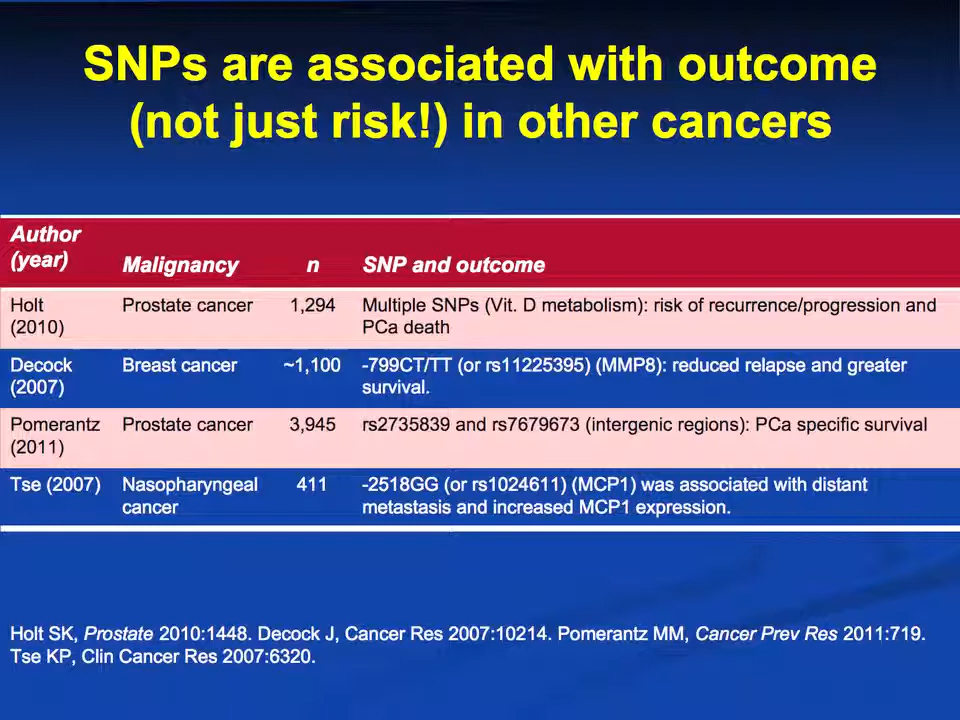 SNPs are associated with outcome
(not just risk!) in other cancers
Author
(year) Malignancy n SNP and outcome
Holt Prostate cancer 1,294 Multiple SNPs (Vit. D metabolism): risk of recurrence/progression and
(2010) PCa death
Decock Breast cancer ~1,100 -799CT/TT (or rs11225395) (MMP8): reduced relapse and greater
(2007) survival.
Pomerantz Prostate cancer 3,945 rs2735839 and rs7679673 (intergenic regions): PCa specific survival
(2011)
Tse (2007) Nasopharyngeal 411 -2518GG (or rs1024611) (MCP1) was associated with distant
cancer metastasis and increased MCP1 expression.
Holt SK, Prostate 2010:1448. Decock J, Cancer Res 2007:10214. Pomerantz MM, Cancer Prev Res 2011:719.
Tse KP, Clin Cancer Res 2007:6320.